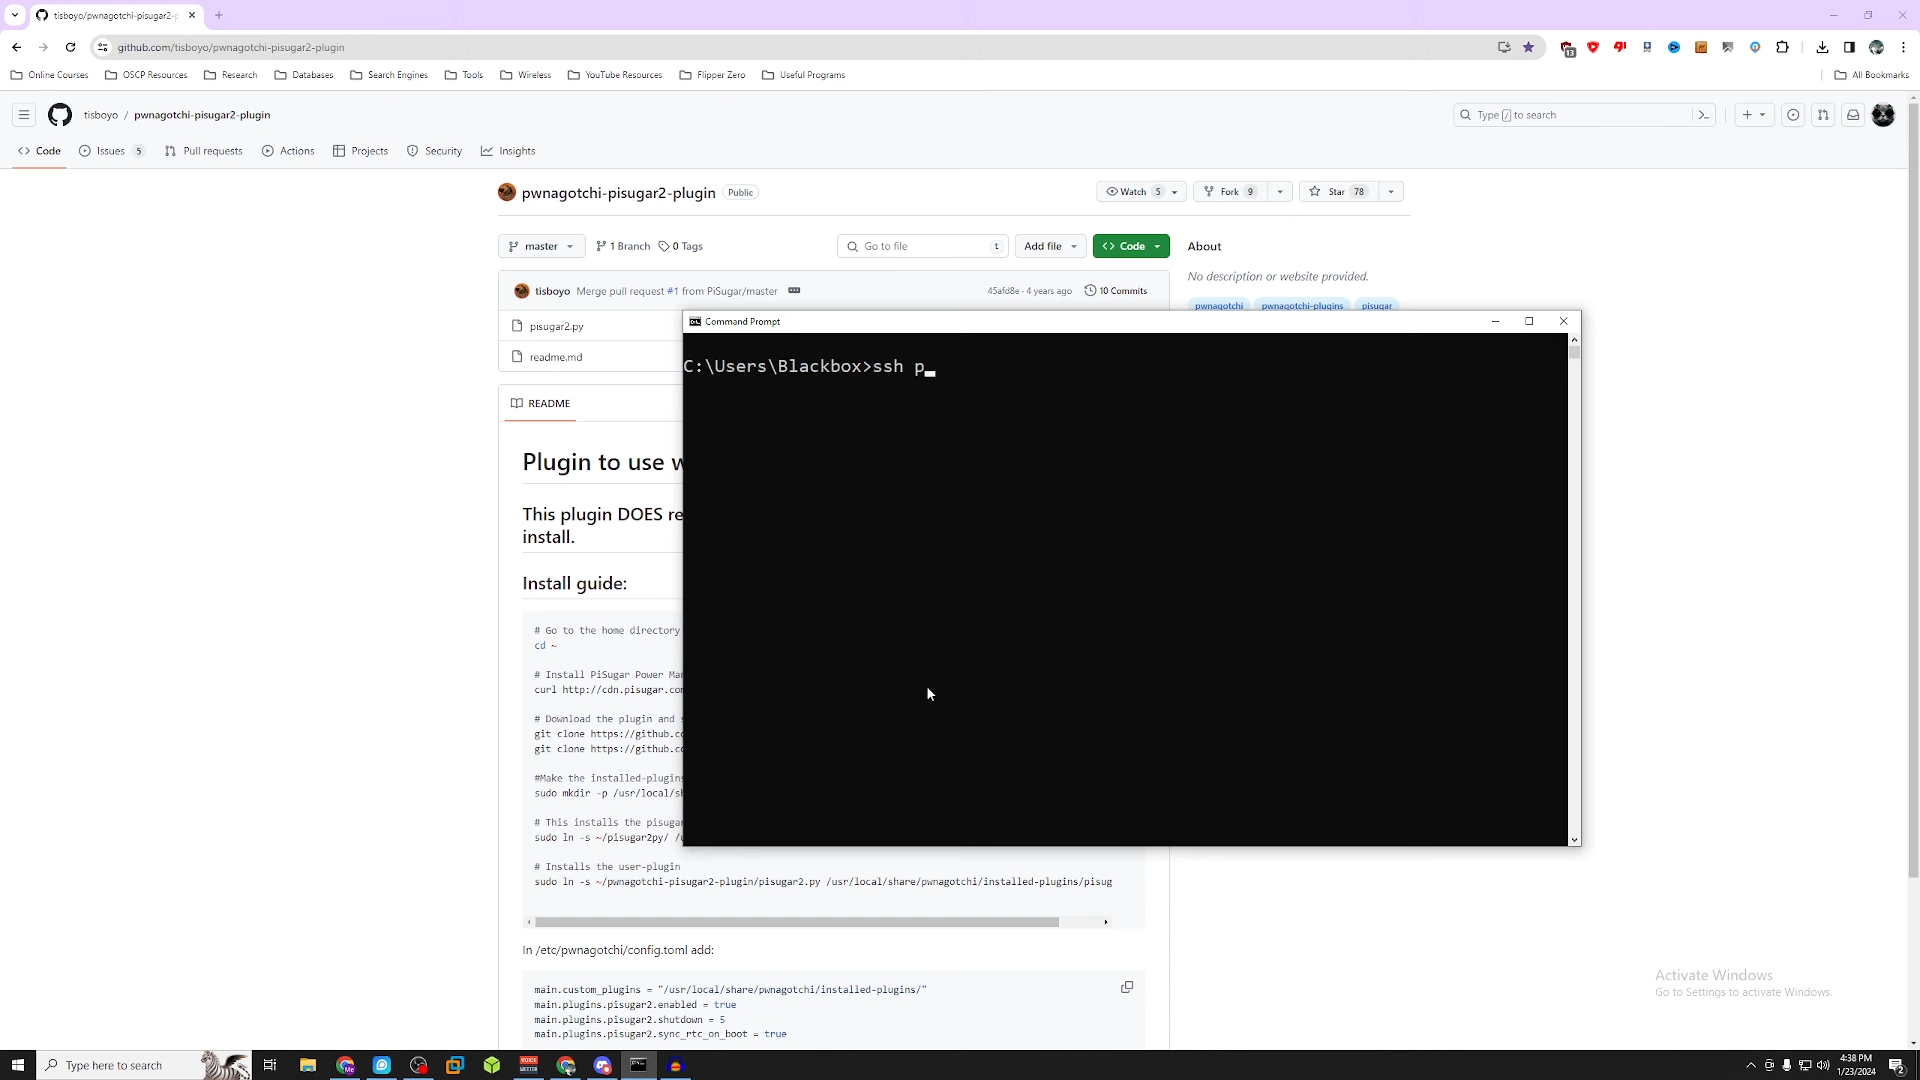 tisboyo/pwnagotchi-pisugar2-p
github.com/tisboyo/pwnagotchi-pisugar2-plugin
13
Online Courses
OSCP Resources
Research
Databases
Search Engines
Tools
Wireless
YouTube Resources
Flipper Zero
Useful Programs
All Bookmarks
tisboyo / pwnagotchi-pisugar2-plugin
Type / to search
Code
Issues 5
Pull requests
Actions
Projects
Security
Insights
pwnagotchi-pisugar2-plugin Public
Watch 5
Fork 9
Star 78
master
1 Branch
0 Tags
Go to file t
Add file
Code
About
No description or website provided.
tisboyo Merge pull request #1 from PiSugar/master
45afd8e · 4 years ago
10 Commits
pwnagotchi pwnagotchi-plugins pisugar
pisugar2.py
readme.md
README
Command Prompt
C:\Users\Blackbox>ssh p_
Plugin to use w
This plugin DOES re
install.
Install guide:
# Go to the home directory
cd ~
# Install PiSugar Power Man
curl http://cdn.pisugar.com
# Download the plugin and s
git clone https://github.co
git clone https://github.co
#Make the installed-plugins
sudo mkdir -p /usr/local/sh
# This installs the pisugar
sudo ln -s ~/pisugar2py/ /u
# Installs the user-plugin
sudo ln -s ~/pwnagotchi-pisugar2-plugin/pisugar2.py /usr/local/share/pwnagotchi/installed-plugins/pisug
In /etc/pwnagotchi/config.toml add:
main.custom_plugins = "/usr/local/share/pwnagotchi/installed-plugins/"
main.plugins.pisugar2.enabled = true
main.plugins.pisugar2.shutdown = 5
main.plugins.pisugar2.sync_rtc_on_boot = true
Activate Windows
Go to Settings to activate Windows.
Type here to search
4:38 PM
1/23/2024
2